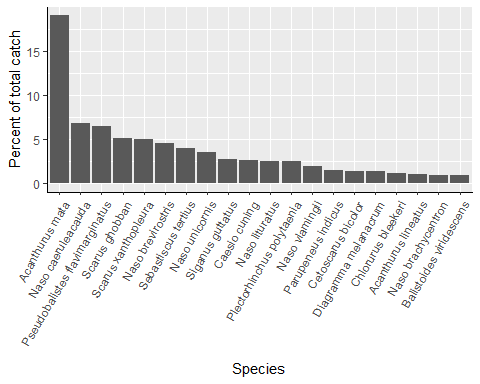 Percent of total catch
15
10
5
0
Acanthurus mata
Naso caeruleacauda
Pseudobalistes flavimarginatus
Scarus ghobban
Scarus xanthopleura
Naso brevirostris
Sebastiscus tertius
Naso unicornis
Siganus guttatus
Caesio cuning
Naso lituratus
Plectorhinchus polytaenia
Naso vlamingii
Parupeneus indicus
Cetoscarus bicolor
Diagramma melanacrum
Chlorurus bleekeri
Acanthurus lineatus
Naso brachycentron
Balistoides viridescens
Species